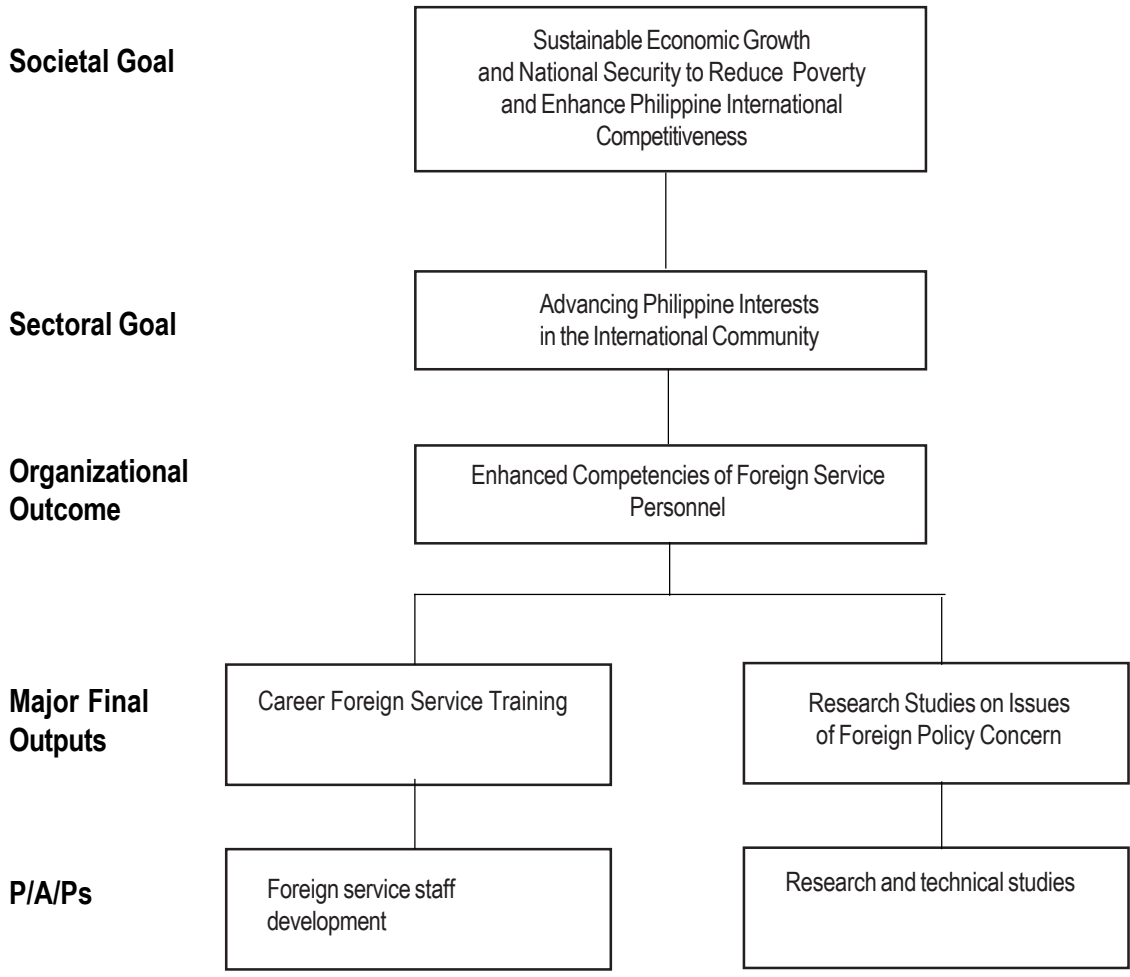 Societal Goal
Sustainable Economic Growth
and National Security to Reduce Poverty
and Enhance Philippine International
Competitiveness
Sectoral Goal
Advancing Philippine Interests
in the International Community
Organizational
Outcome
Enhanced Competencies of Foreign Service
Personnel
Major Final
Outputs
Career Foreign Service Training
Research Studies on Issues
of Foreign Policy Concern
P/A/Ps
Foreign service staff
development
Research and technical studies